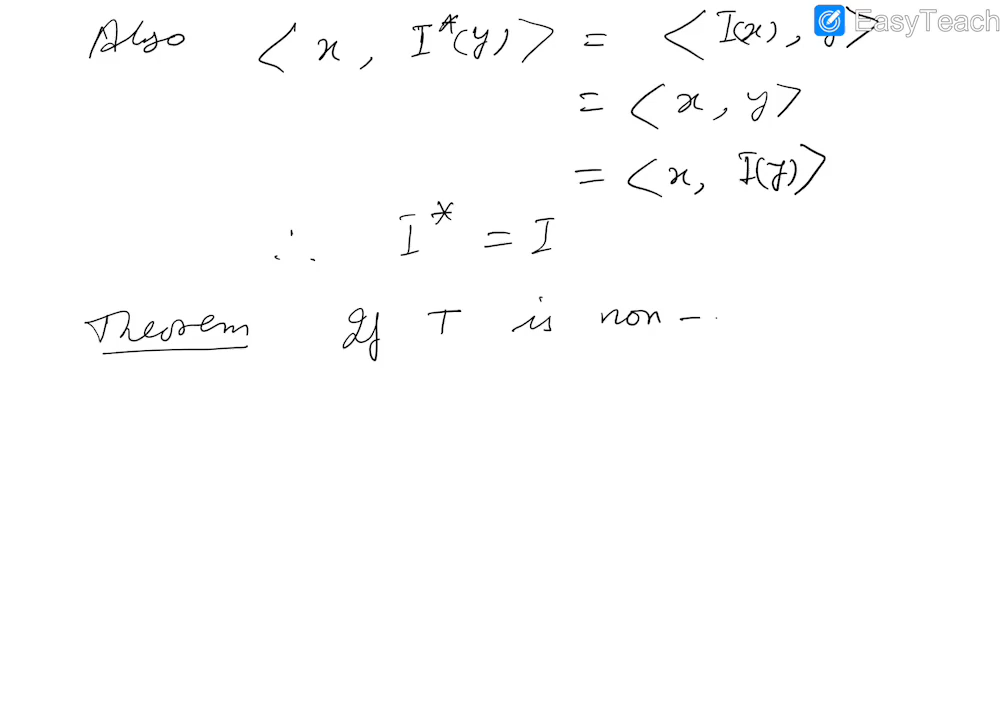 Also < x, I*(y) > = < I(x), y >
= < x, y >
= < x, I(y) >
∴ I* = I
Theorem If T is non-
EasyTeach